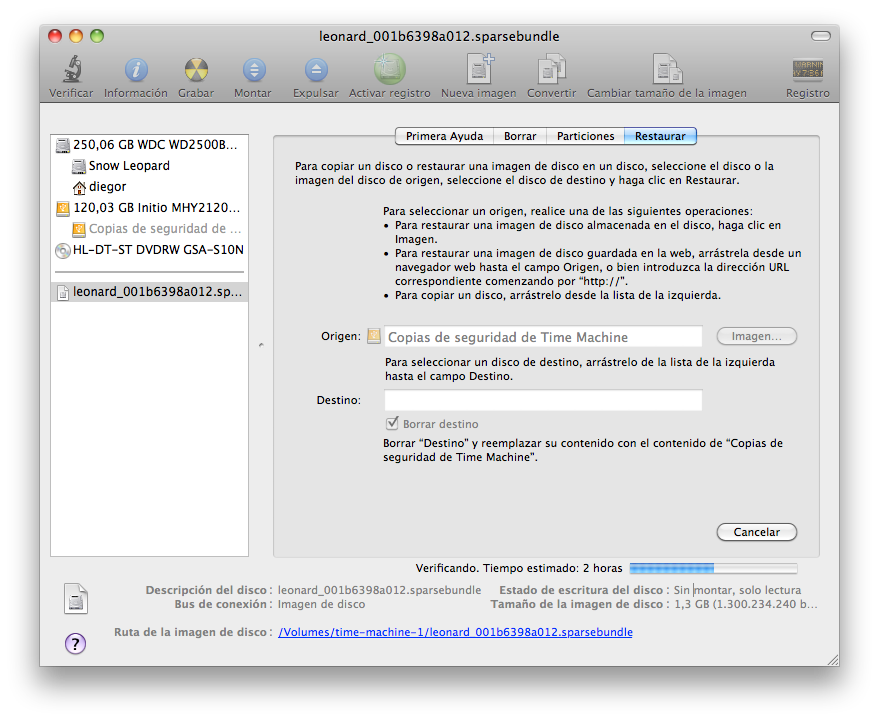 leonard_001b6398a012.sparsebundle
Verificar Información Grabar Montar Expulsar Activar registro Nueva imagen Convertir Cambiar tamaño de la imagen Registro
250,06 GB WDC WD2500B...
Snow Leopard
diegor
120,03 GB Initio MHY2120...
Copias de seguridad de ...
HL-DT-ST DVDRW GSA-S10N
leonard_001b6398a012.sp...
Primera Ayuda Borrar Particiones Restaurar
Para copiar un disco o restaurar una imagen de disco en un disco, seleccione el disco o la
imagen del disco de origen, seleccione el disco de destino y haga clic en Restaurar.
Para seleccionar un origen, realice una de las siguientes operaciones:
• Para restaurar una imagen de disco almacenada en el disco, haga clic en
Imagen.
• Para restaurar una imagen de disco guardada en la web, arrástrela desde un
navegador web hasta el campo Origen, o bien introduzca la dirección URL
correspondiente comenzando por “http://”.
• Para copiar un disco, arrástrelo desde la lista de la izquierda.
Origen: Copias de seguridad de Time Machine Imagen...
Para seleccionar un disco de destino, arrástrelo de la lista de la izquierda
hasta el campo Destino.
Destino:
Borrar destino
Borrar “Destino” y reemplazar su contenido con el contenido de “Copias de
seguridad de Time Machine”.
Cancelar
Verificando. Tiempo estimado: 2 horas
Descripción del disco : leonard_001b6398a012.sparsebundle
Bus de conexión : Imagen de disco
Estado de escritura del disco : Sin montar, solo lectura
Tamaño de la imagen de disco : 1,3 GB (1.300.234.240 b...
Ruta de la imagen de disco : /Volumes/time-machine-1/leonard_001b6398a012.sparsebundle
?